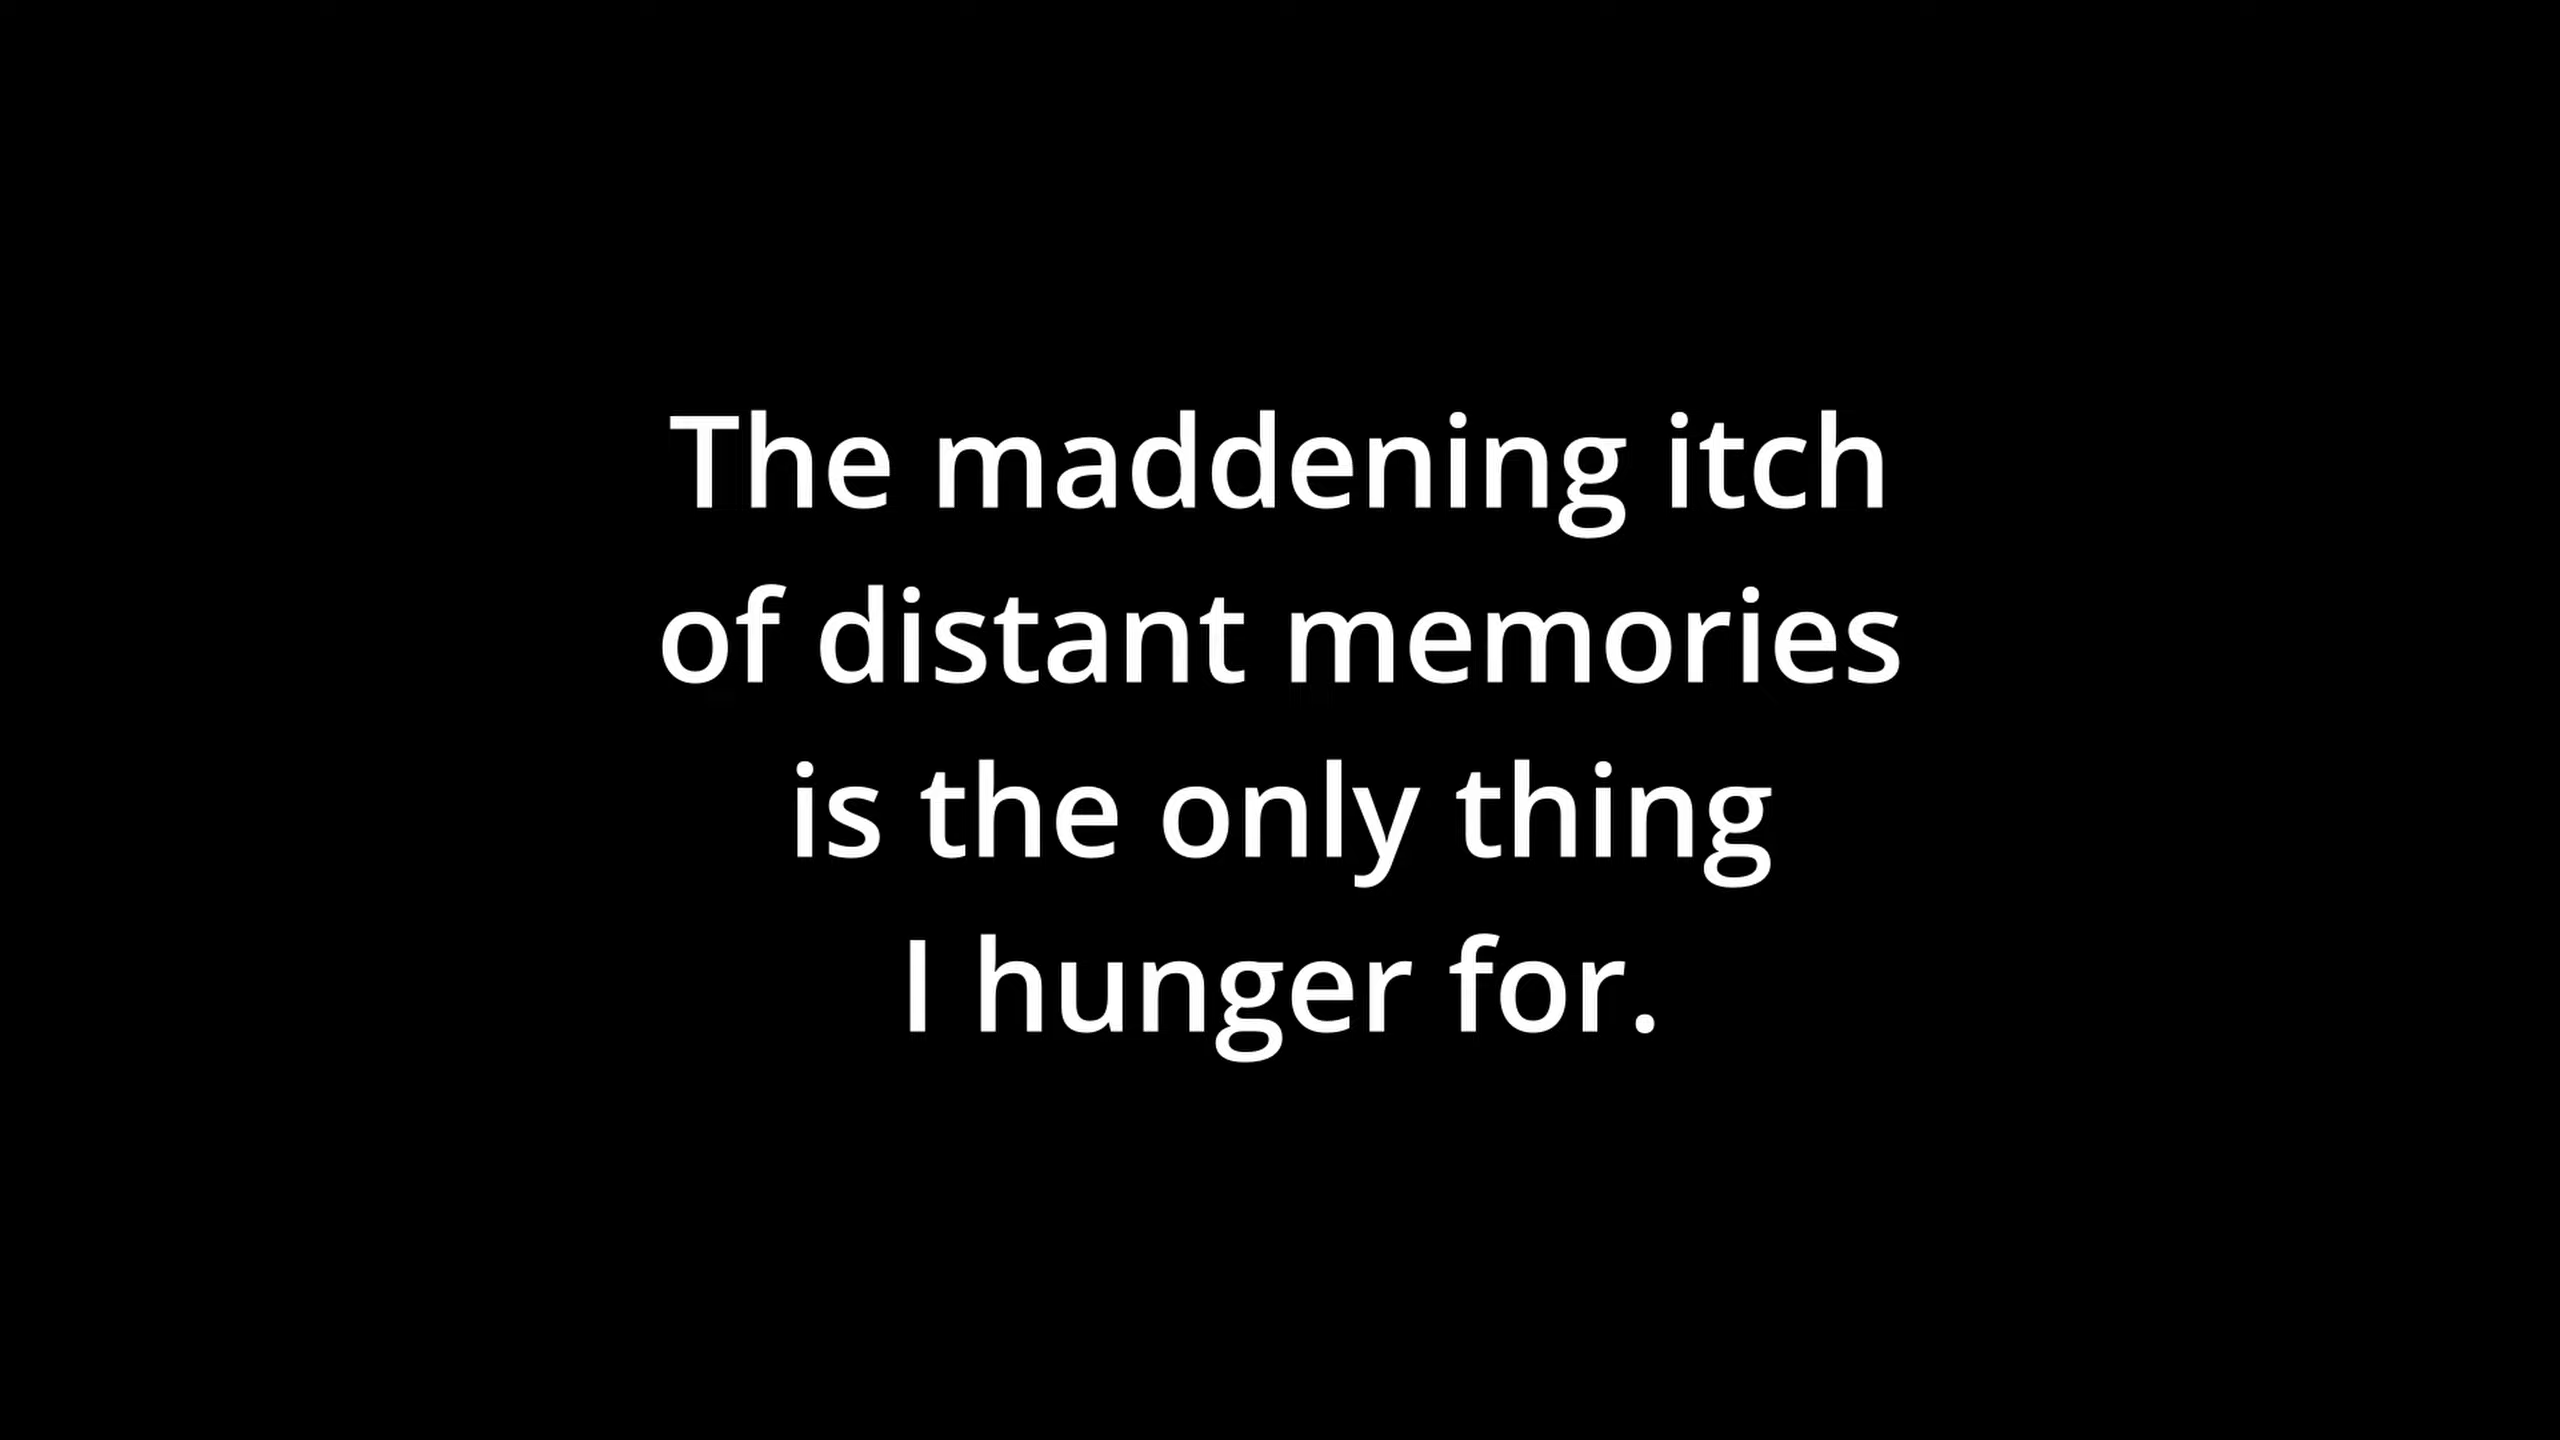 The maddening itch
of distant memories
is the only thing
I hunger for.